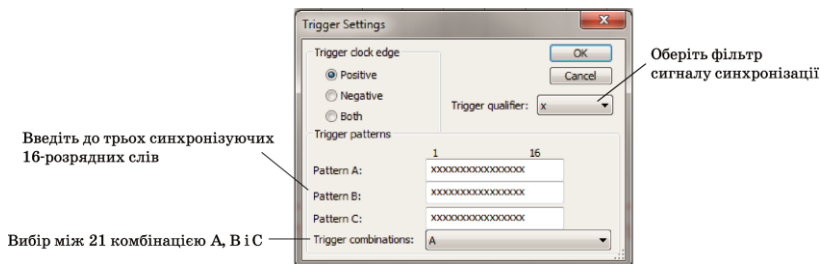 Trigger Settings
Trigger clock edge
Positive
Negative
Both
OK
Cancel
Trigger qualifier: x
Оберіть фільтр
сигналу синхронізації
Введіть до трьох синхронізуючих
16-розрядних слів
Trigger patterns
1 16
Pattern A: xxxxxxxxxxxxxxxx
Pattern B: xxxxxxxxxxxxxxxx
Pattern C: xxxxxxxxxxxxxxxx
Вибір між 21 комбінацією A, B і C
Trigger combinations: A